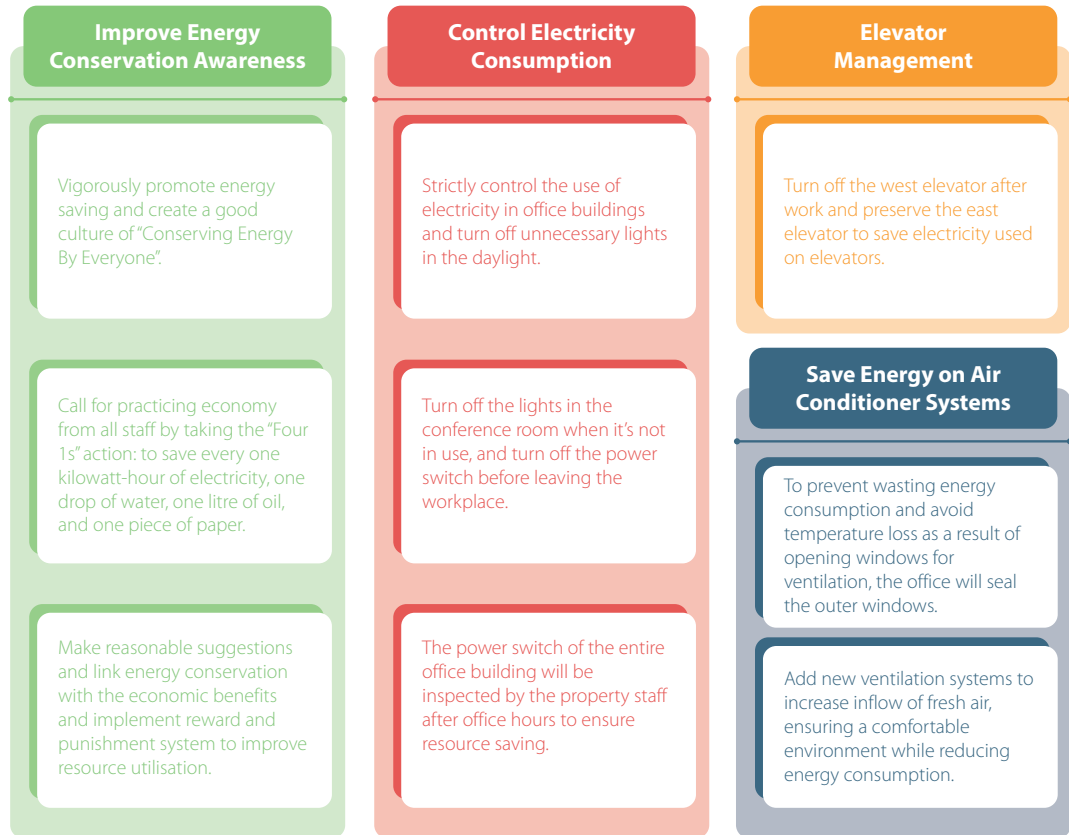 Improve Energy
Conservation Awareness
Vigorously promote energy
saving and create a good
culture of “Conserving Energy
By Everyone”.
Call for practicing economy
from all staff by taking the “Four
1s” action: to save every one
kilowatt-hour of electricity, one
drop of water, one litre of oil,
and one piece of paper.
Make reasonable suggestions
and link energy conservation
with the economic benefits
and implement reward and
punishment system to improve
resource utilisation.
Control Electricity
Consumption
Strictly control the use of
electricity in office buildings
and turn off unnecessary lights
in the daylight.
Turn off the lights in the
conference room when it’s not
in use, and turn off the power
switch before leaving the
workplace.
The power switch of the entire
office building will be
inspected by the property staff
after office hours to ensure
resource saving.
Elevator
Management
Turn off the west elevator after
work and preserve the east
elevator to save electricity used
on elevators.
Save Energy on Air
Conditioner Systems
To prevent wasting energy
consumption and avoid
temperature loss as a result of
opening windows for
ventilation, the office will seal
the outer windows.
Add new ventilation systems to
increase inflow of fresh air,
ensuring a comfortable
environment while reducing
energy consumption.